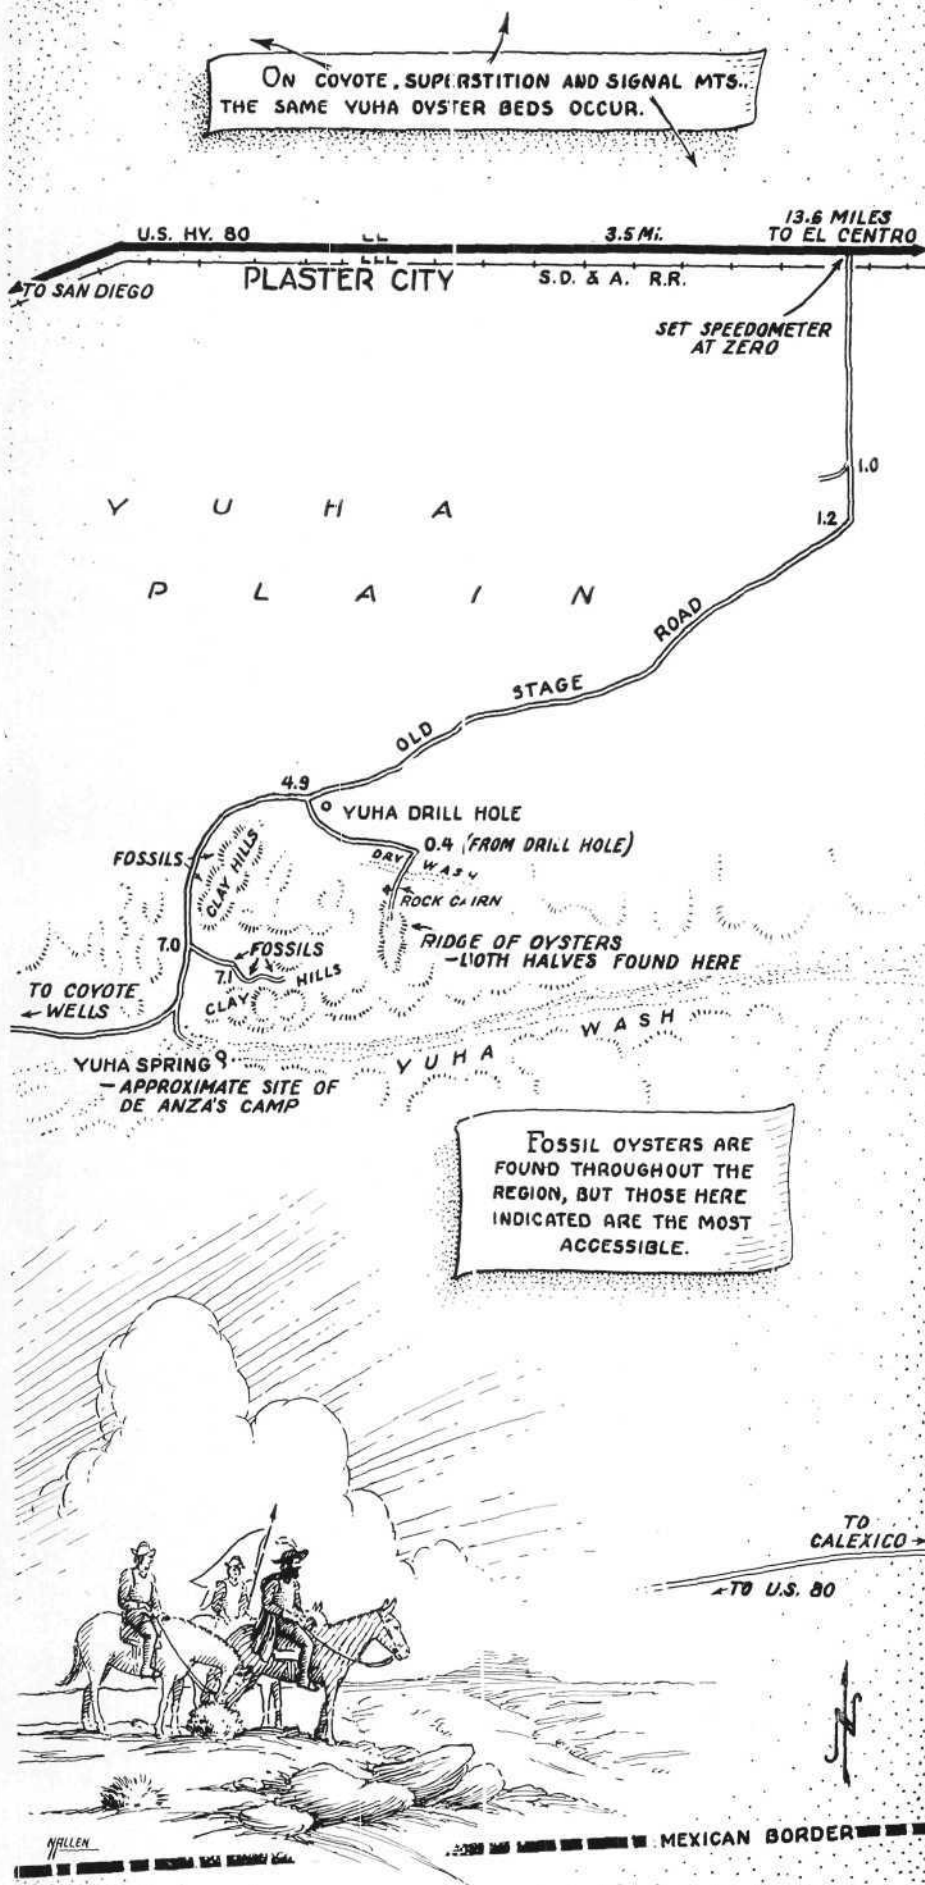 ON COYOTE, SUPERSTITION AND SIGNAL MTS..
THE SAME YUHA OYSTER BEDS OCCUR.
U.S. HY. 80
3.5 Mi.
13.6 MILES
TO EL CENTRO
TO SAN DIEGO
PLASTER CITY
S.D. & A. R.R.
SET SPEEDOMETER
AT ZERO
1.0
1.2
YUHA
PLAIN
OLD STAGE ROAD
4.9
YUHA DRILL HOLE
0.4 (FROM DRILL HOLE)
DRY WASH
FOSSILS
CLAY HILLS
ROCK CAIRN
RIDGE OF OYSTERS
—BOTH HALVES FOUND HERE
7.0
FOSSILS
7.1
CLAY HILLS
TO COYOTE
WELLS
YUHA WASH
YUHA SPRING
—APPROXIMATE SITE OF
DE ANZA'S CAMP
FOSSIL OYSTERS ARE
FOUND THROUGHOUT THE
REGION, BUT THOSE HERE
INDICATED ARE THE MOST
ACCESSIBLE.
TO
CALEXICO
TO U.S. 80
N
NALLEN
MEXICAN BORDER